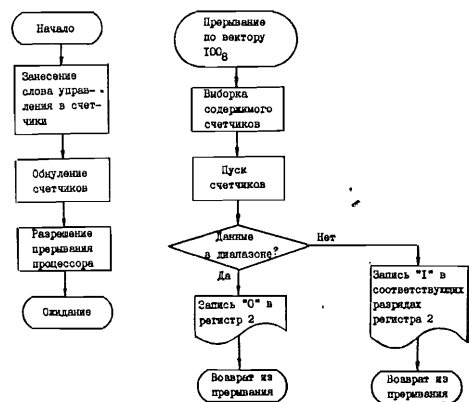 Начало
Занесение
слова управ-
ления в счет-
чики
Обнуление
счетчиков
Разрешение
прерывания
процессора
Ожидание
Прерывание
по вектору
I00₈
Выборка
содержимого
счетчиков
Пуск
счетчиков
Данные
в диапазоне?
Нет
Да
Запись "0" в
регистр 2
Возврат из
прерывания
Запись "I" в
соответствующих
разрядах
регистра 2
Возврат из
прерывания